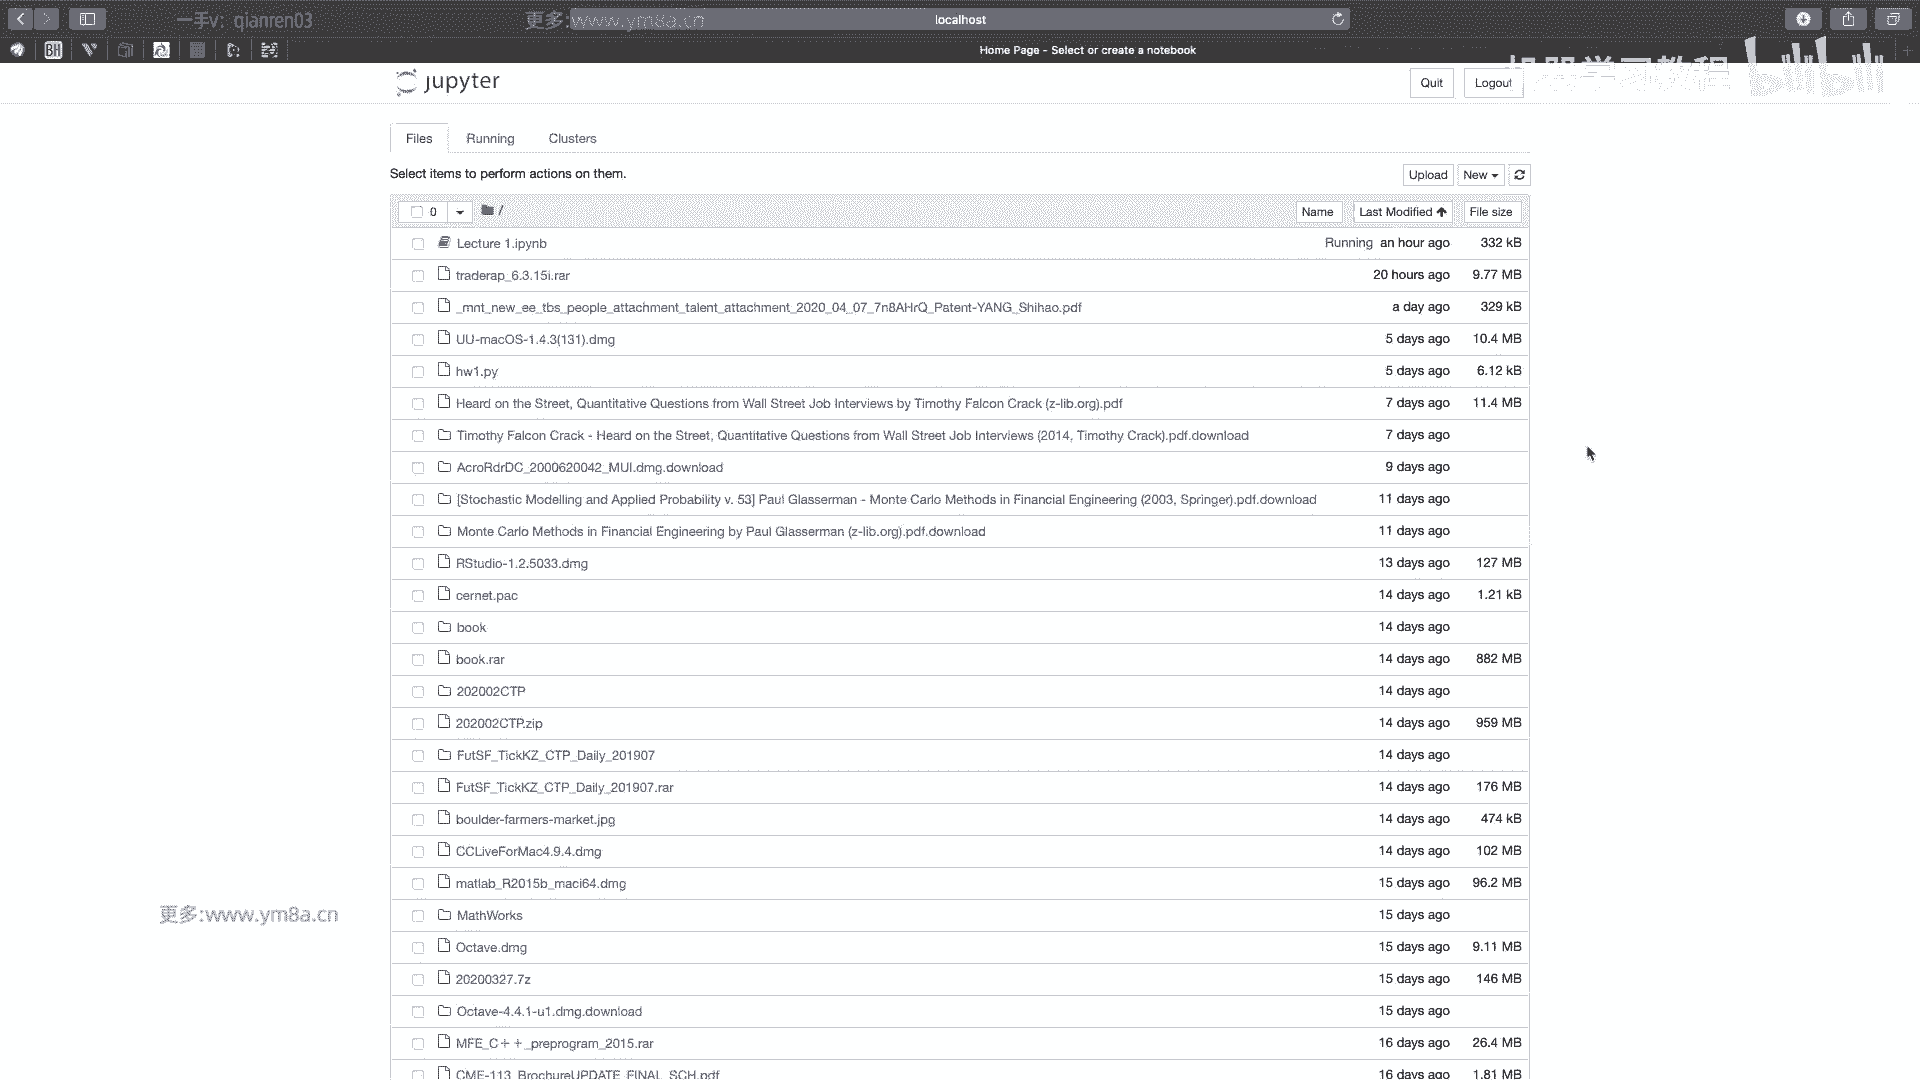 一手v: qianren03
更多:www.ym8a.cn
localhost
BH
Home Page - Select or create a notebook
机器学习教程 bilibili
jupyter
Quit Logout
Files Running Clusters
Select items to perform actions on them.
Upload New
0 / Name Last Modified File size
Lecture 1.ipynb Running an hour ago 332 kB
traderap_6.3.15i.rar 20 hours ago 9.77 MB
_mnt_new_ee_tbs_people_attachment_talent_attachment_2020_04_07_7n8AHrQ_Patent-YANG_Shihao.pdf a day ago 329 kB
UU-macOS-1.4.3(131).dmg 5 days ago 10.4 MB
hw1.py 5 days ago 6.12 kB
Heard on the Street, Quantitative Questions from Wall Street Job Interviews by Timothy Falcon Crack (z-lib.org).pdf 7 days ago 11.4 MB
Timothy Falcon Crack - Heard on the Street, Quantitative Questions from Wall Street Job Interviews (2014, Timothy Crack).pdf.download 7 days ago
AcroRdrDC_2000620042_MUI.dmg.download 9 days ago
[Stochastic Modelling and Applied Probability v. 53] Paul Glasserman - Monte Carlo Methods in Financial Engineering (2003, Springer).pdf.download 11 days ago
Monte Carlo Methods in Financial Engineering by Paul Glasserman (z-lib.org).pdf.download 11 days ago
RStudio-1.2.5033.dmg 13 days ago 127 MB
cernet.pac 14 days ago 1.21 kB
book 14 days ago
book.rar 14 days ago 882 MB
202002CTP 14 days ago
202002CTP.zip 14 days ago 959 MB
FutSF_TickKZ_CTP_Daily_201907 14 days ago
FutSF_TickKZ_CTP_Daily_201907.rar 14 days ago 176 MB
boulder-farmers-market.jpg 14 days ago 474 kB
CCLiveForMac4.9.4.dmg 14 days ago 102 MB
matlab_R2015b_maci64.dmg 15 days ago 96.2 MB
更多:www.ym8a.cn
MathWorks 15 days ago
Octave.dmg 15 days ago 9.11 MB
20200327.7z 15 days ago 146 MB
Octave-4.4.1-u1.dmg.download 15 days ago
MFE_C++_preprogram_2015.rar 16 days ago 26.4 MB
CME-113_BrochureUPDATE_FINAL_SCH.pdf 16 days ago 1.81 MB